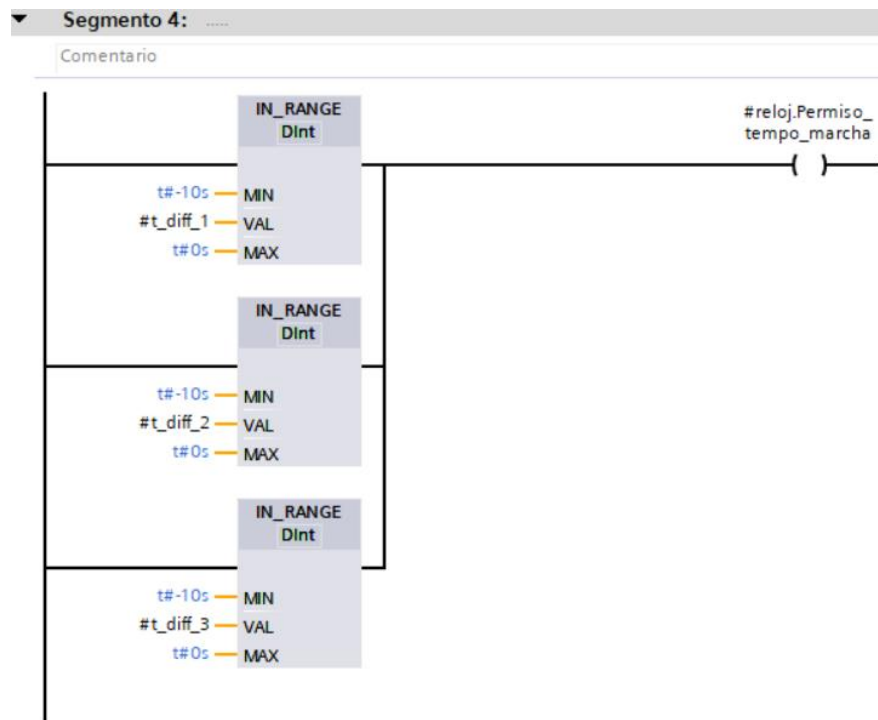 Segmento 4: .....
Comentario
IN_RANGE
DInt
#reloj.Permiso_
tempo_marcha
t#-10s MIN
#t_diff_1 VAL
t#0s MAX
IN_RANGE
DInt
t#-10s MIN
#t_diff_2 VAL
t#0s MAX
IN_RANGE
DInt
t#-10s MIN
#t_diff_3 VAL
t#0s MAX